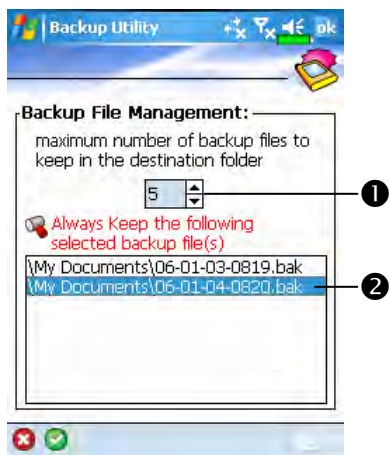 Backup Utility ok
Backup File Management:
maximum number of backup files to
keep in the destination folder
5
1
Always Keep the following
selected backup file(s)
\My Documents\06-01-03-0819.bak
\My Documents\06-01-04-0820.bak
2